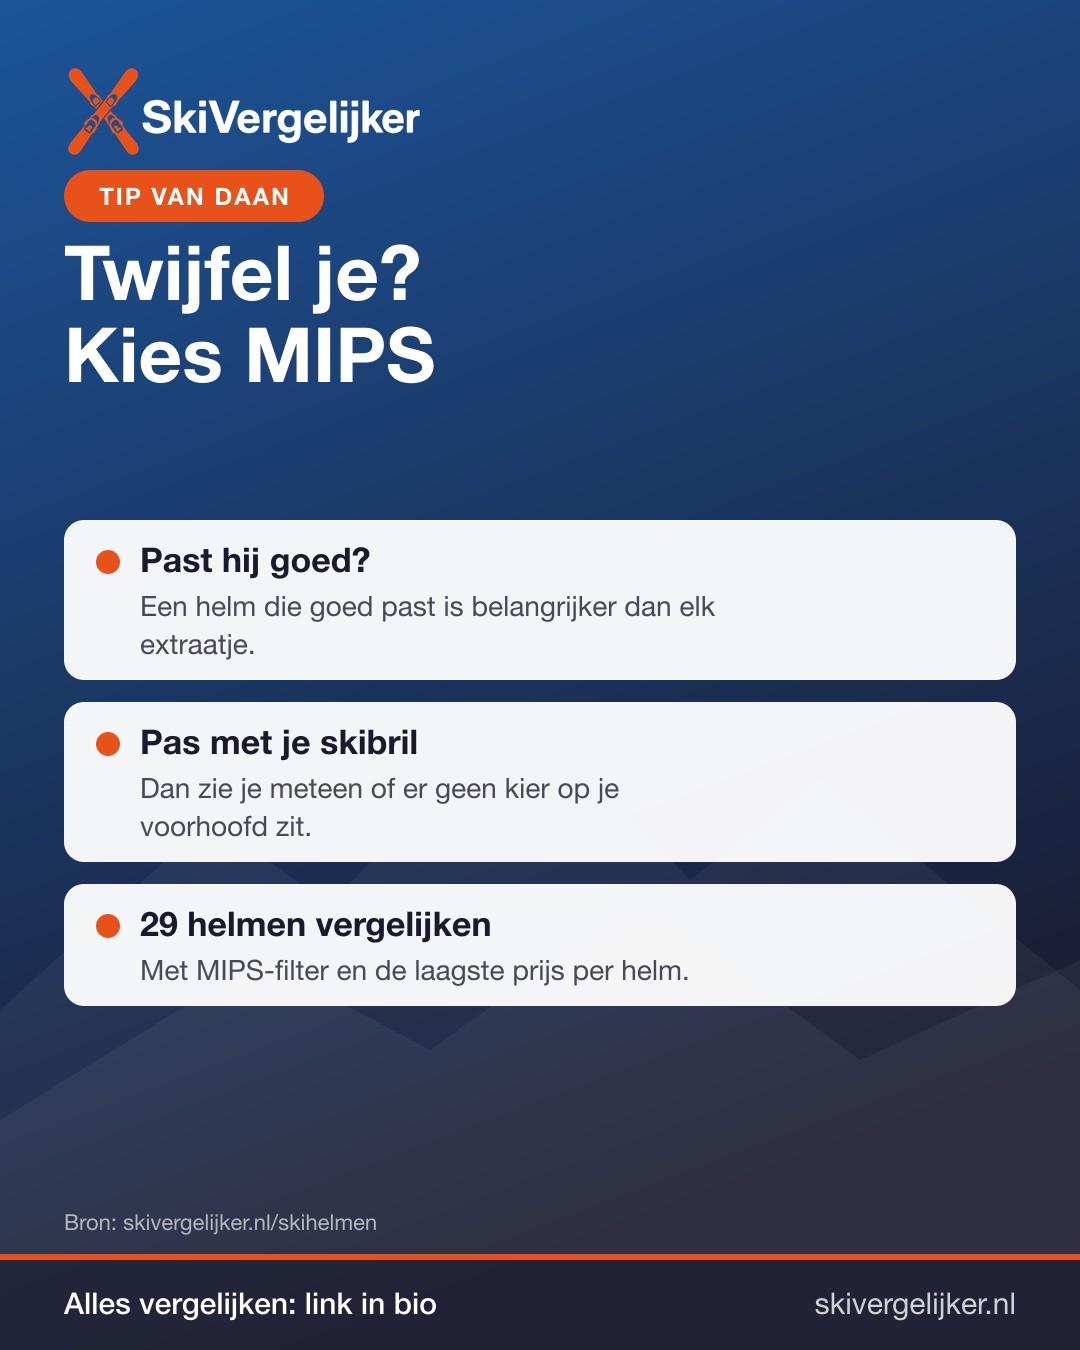 SkiVergelijker
TIP VAN DAAN
Twijfel je?
Kies MIPS
Past hij goed?
Een helm die goed past is belangrijker dan elk
extraatje.
Pas met je skibril
Dan zie je meteen of er geen kier op je
voorhoofd zit.
29 helmen vergelijken
Met MIPS-filter en de laagste prijs per helm.
Bron: skivergelijker.nl/skihelmen
Alles vergelijken: link in bio
skivergelijker.nl